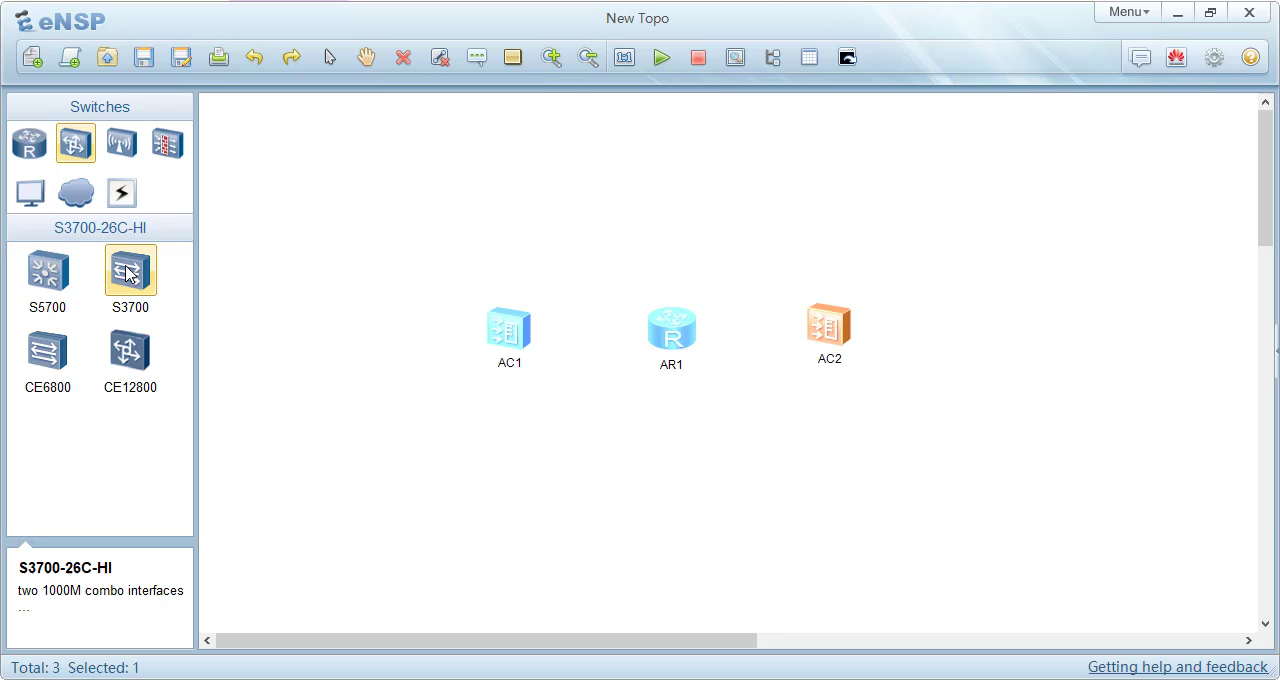 eNSP
New Topo
Menu
Switches
R
S3700-26C-HI
S5700
S3700
CE6800
CE12800
AC1
R
AR1
AC2
S3700-26C-HI
two 1000M combo interfaces
...
Total: 3 Selected: 1
Getting help and feedback